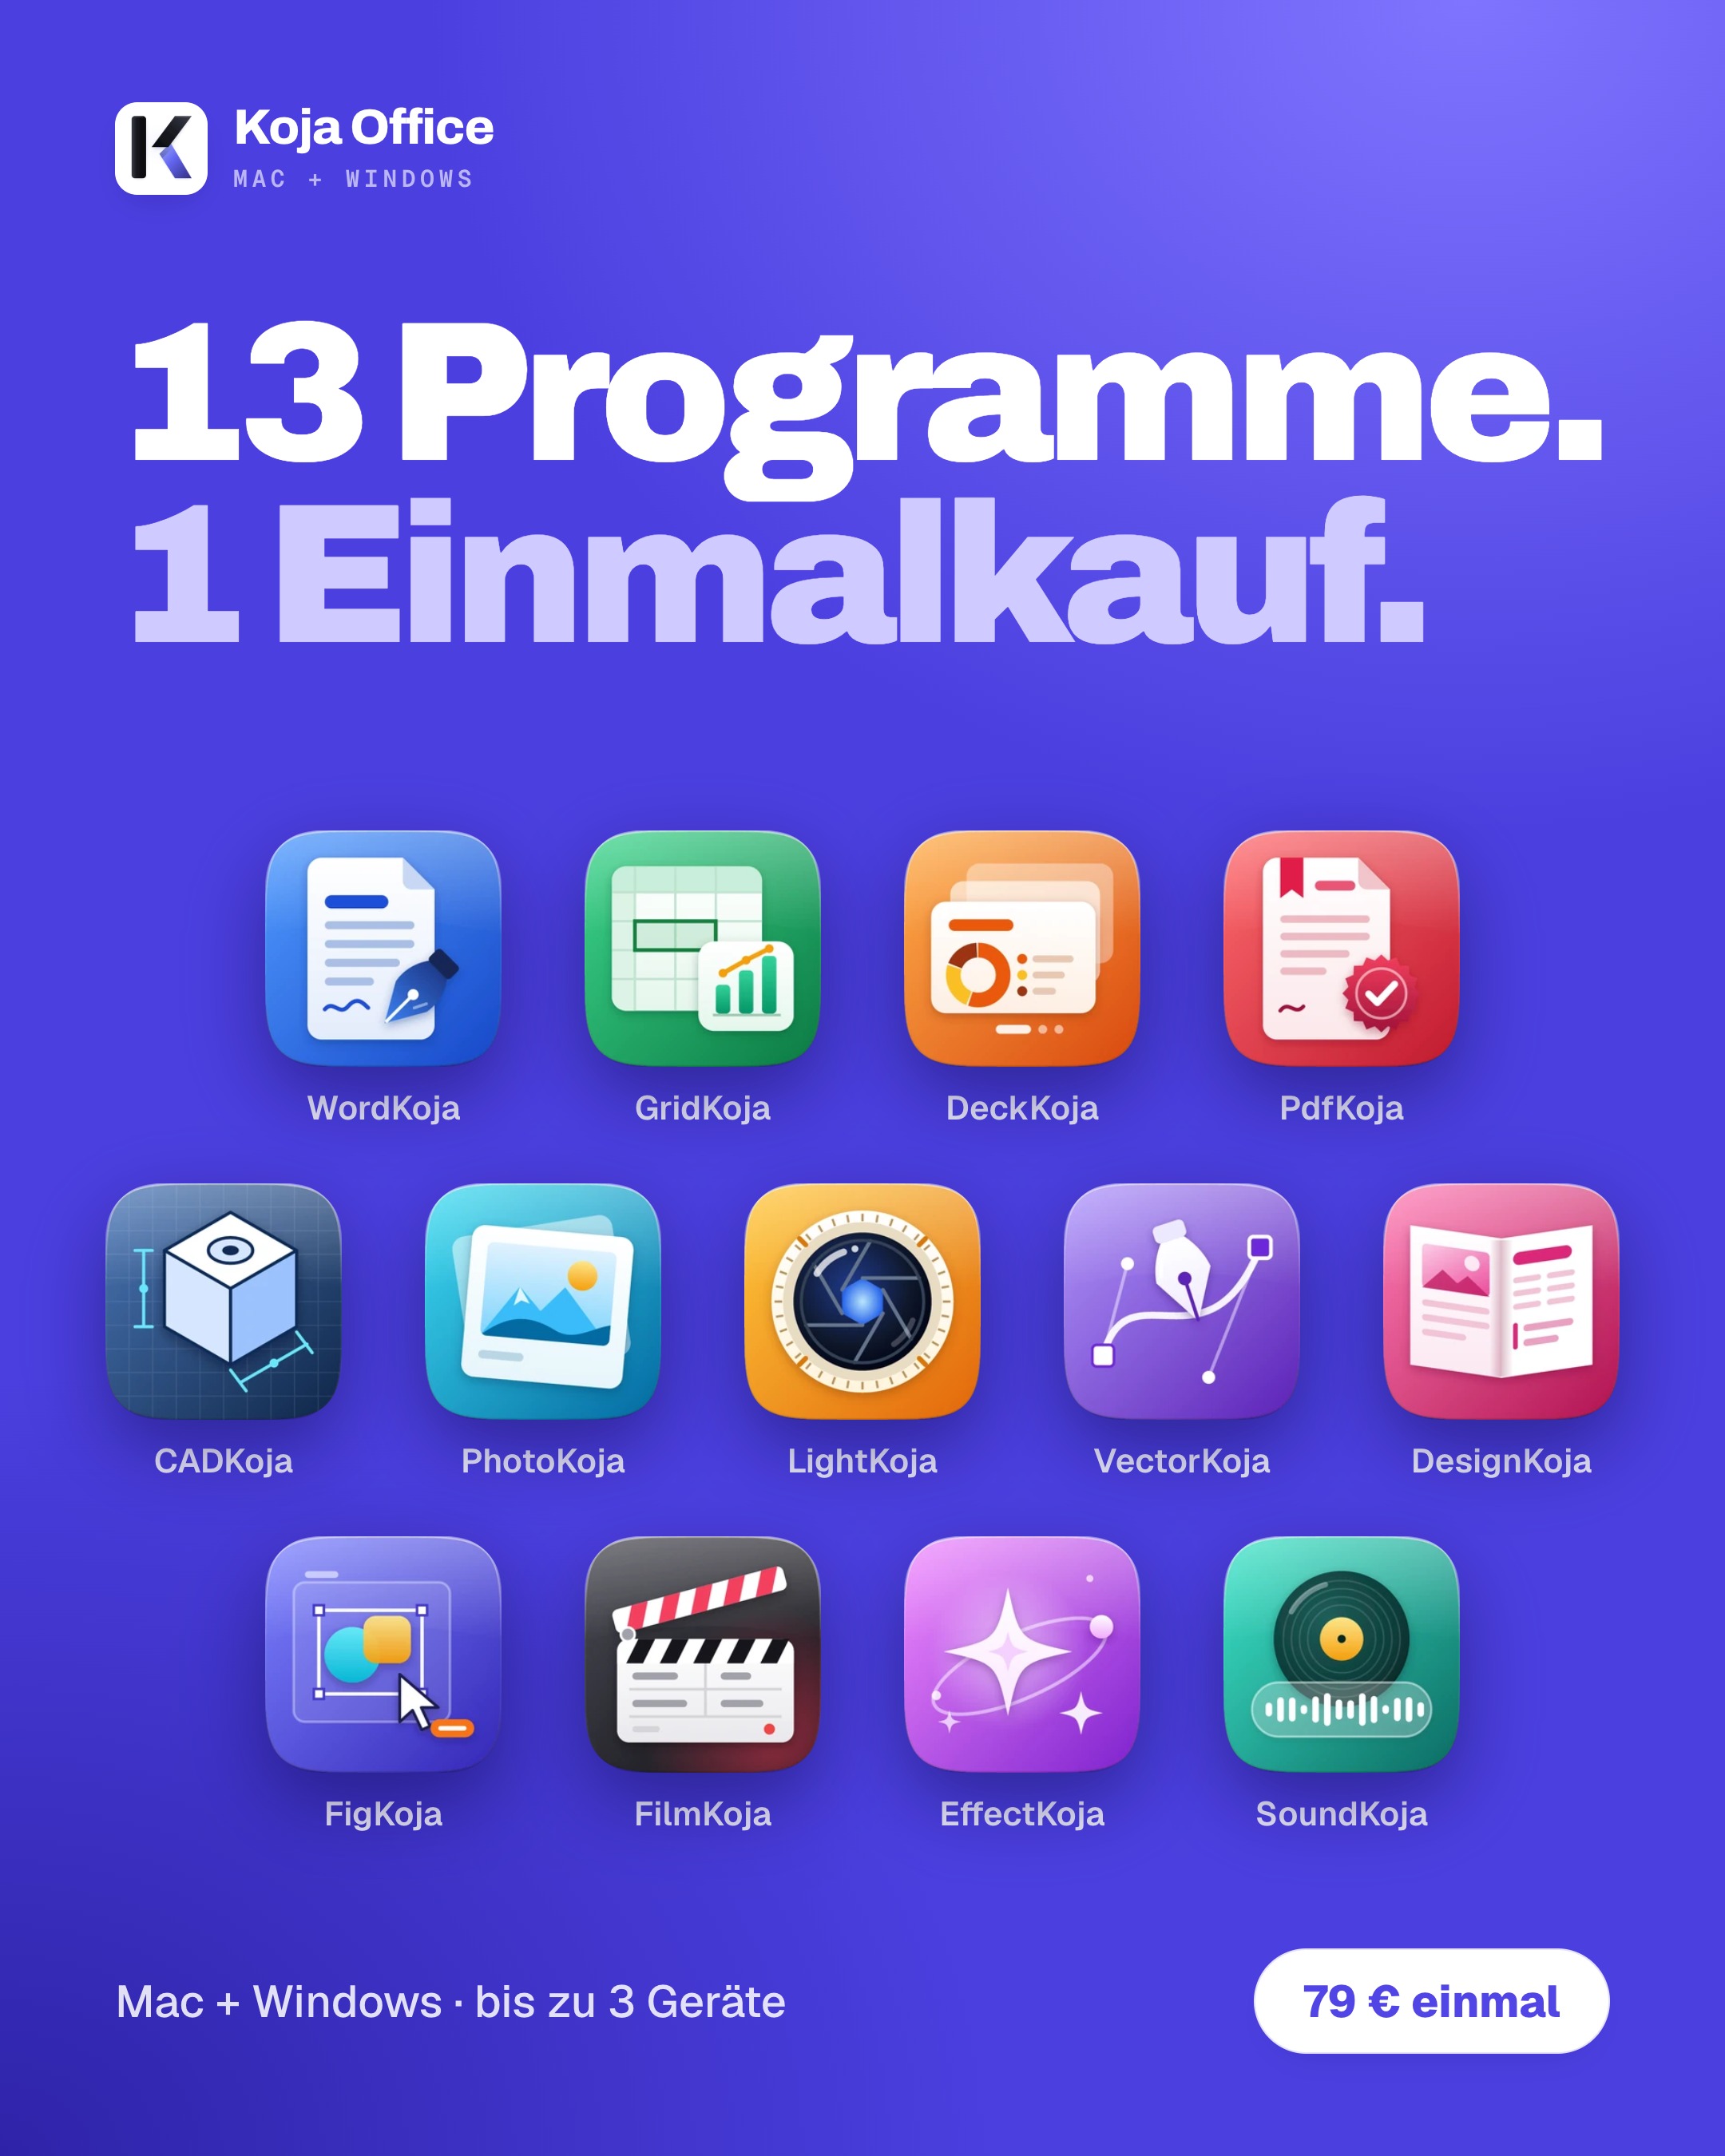 Koja Office
MAC + WINDOWS
13 Programme.
1 Einmalkauf.
WordKoja
GridKoja
DeckKoja
PdfKoja
CADKoja
PhotoKoja
LightKoja
VectorKoja
DesignKoja
FigKoja
FilmKoja
EffectKoja
SoundKoja
Mac + Windows · bis zu 3 Geräte
79 € einmal